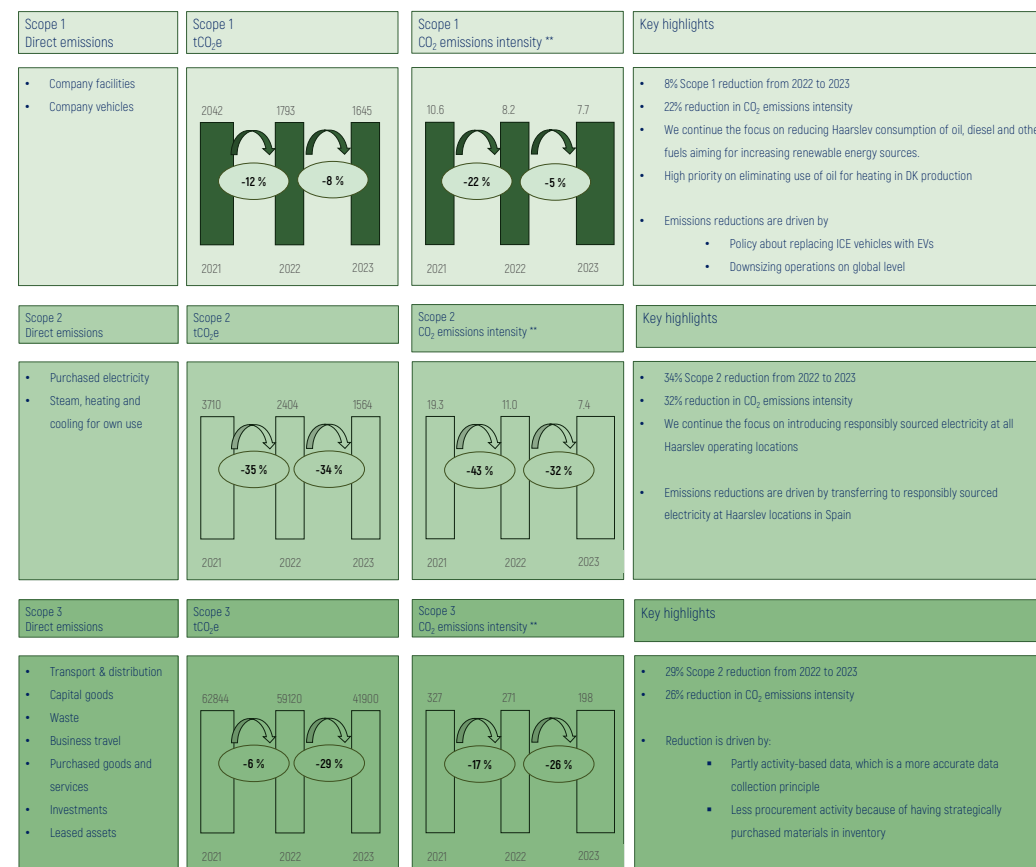 Scope 1
Direct emissions
Scope 1
tCO₂e
Scope 1
CO₂ emissions intensity **
Key highlights
• Company facilities
• Company vehicles
2042
1793
1645
-12 %
-8 %
2021
2022
2023
10.6
8.2
7.7
-22 %
-5 %
2021
2022
2023
• 8% Scope 1 reduction from 2022 to 2023
• 22% reduction in CO₂ emissions intensity
• We continue the focus on reducing Haarslev consumption of oil, diesel and othe
fuels aiming for increasing renewable energy sources.
• High priority on eliminating use of oil for heating in DK production
• Emissions reductions are driven by
• Policy about replacing ICE vehicles with EVs
• Downsizing operations on global level
Scope 2
Direct emissions
Scope 2
tCO₂e
Scope 2
CO₂ emissions intensity **
Key highlights
• Purchased electricity
• Steam, heating and
cooling for own use
3710
2404
1564
-35 %
-34 %
2021
2022
2023
19.3
11.0
7.4
-43 %
-32 %
2021
2022
2023
• 34% Scope 2 reduction from 2022 to 2023
• 32% reduction in CO₂ emissions intensity
• We continue the focus on introducing responsibly sourced electricity at all
Haarslev operating locations
• Emissions reductions are driven by transferring to responsibly sourced
electricity at Haarslev locations in Spain
Scope 3
Direct emissions
Scope 3
tCO₂e
Scope 3
CO₂ emissions intensity **
Key highlights
• Transport & distribution
• Capital goods
• Waste
• Business travel
• Purchased goods and
services
• Investments
• Leased assets
62844
59120
41900
-6 %
-29 %
2021
2022
2023
327
271
198
-17 %
-26 %
2021
2022
2023
• 29% Scope 2 reduction from 2022 to 2023
• 26% reduction in CO₂ emissions intensity
• Reduction is driven by:
▪ Partly activity-based data, which is a more accurate data
collection principle
▪ Less procurement activity because of having strategically
purchased materials in inventory